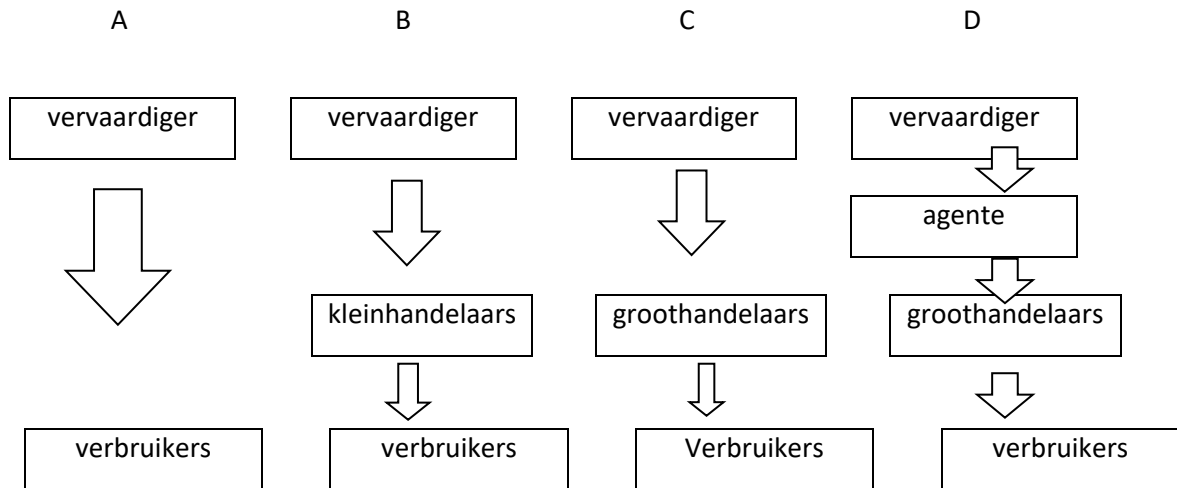 A B C D
vervaardiger vervaardiger vervaardiger vervaardiger
agente
kleinhandelaars groothandelaars groothandelaars
verbruikers verbruikers Verbruikers verbruikers